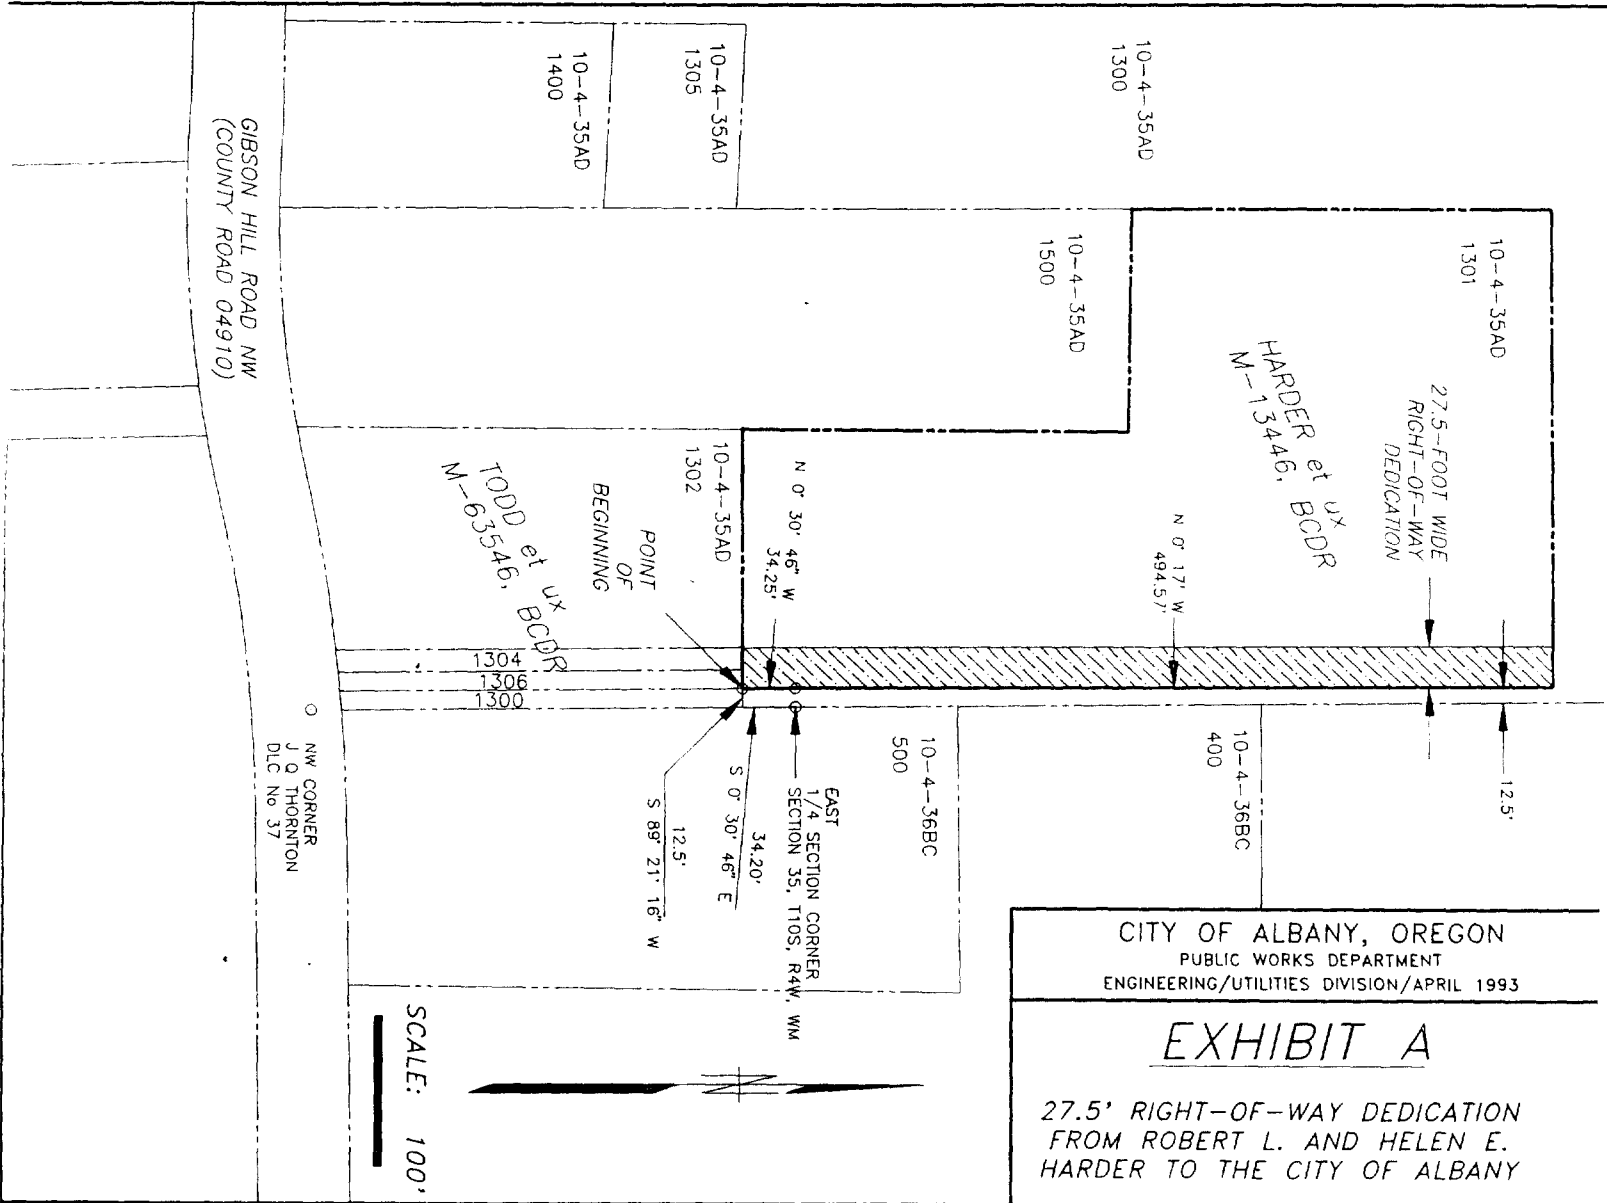 10-4-35AD
1300
10-4-35AD
1305
10-4-35AD
1400
GIBSON HILL ROAD NW
(COUNTY ROAD 04910)
10-4-35AD
1301
10-4-35AD
1500
27.5-FOOT WIDE
RIGHT-OF-WAY
DEDICATION
HARDER et ux
M-13446, BCDR
N 0° 17' W
494.57'
N 0° 30' 46" W
34.25'
10-4-35AD
1302
POINT
OF
BEGINNING
TODD et ux
M-63546, BCDR
1304
1306
1300
12.5'
10-4-36BC
400
10-4-36BC
500
EAST
1/4 SECTION CORNER
SECTION 35, T10S, R4W, WM
34.20'
S 0° 30' 46" E
12.5'
S 89° 21' 16" W
NW CORNER
J Q THORNTON
DLC No 37
SCALE: 100'
CITY OF ALBANY, OREGON
PUBLIC WORKS DEPARTMENT
ENGINEERING/UTILITIES DIVISION/APRIL 1993
EXHIBIT A
27.5' RIGHT-OF-WAY DEDICATION
FROM ROBERT L. AND HELEN E.
HARDER TO THE CITY OF ALBANY